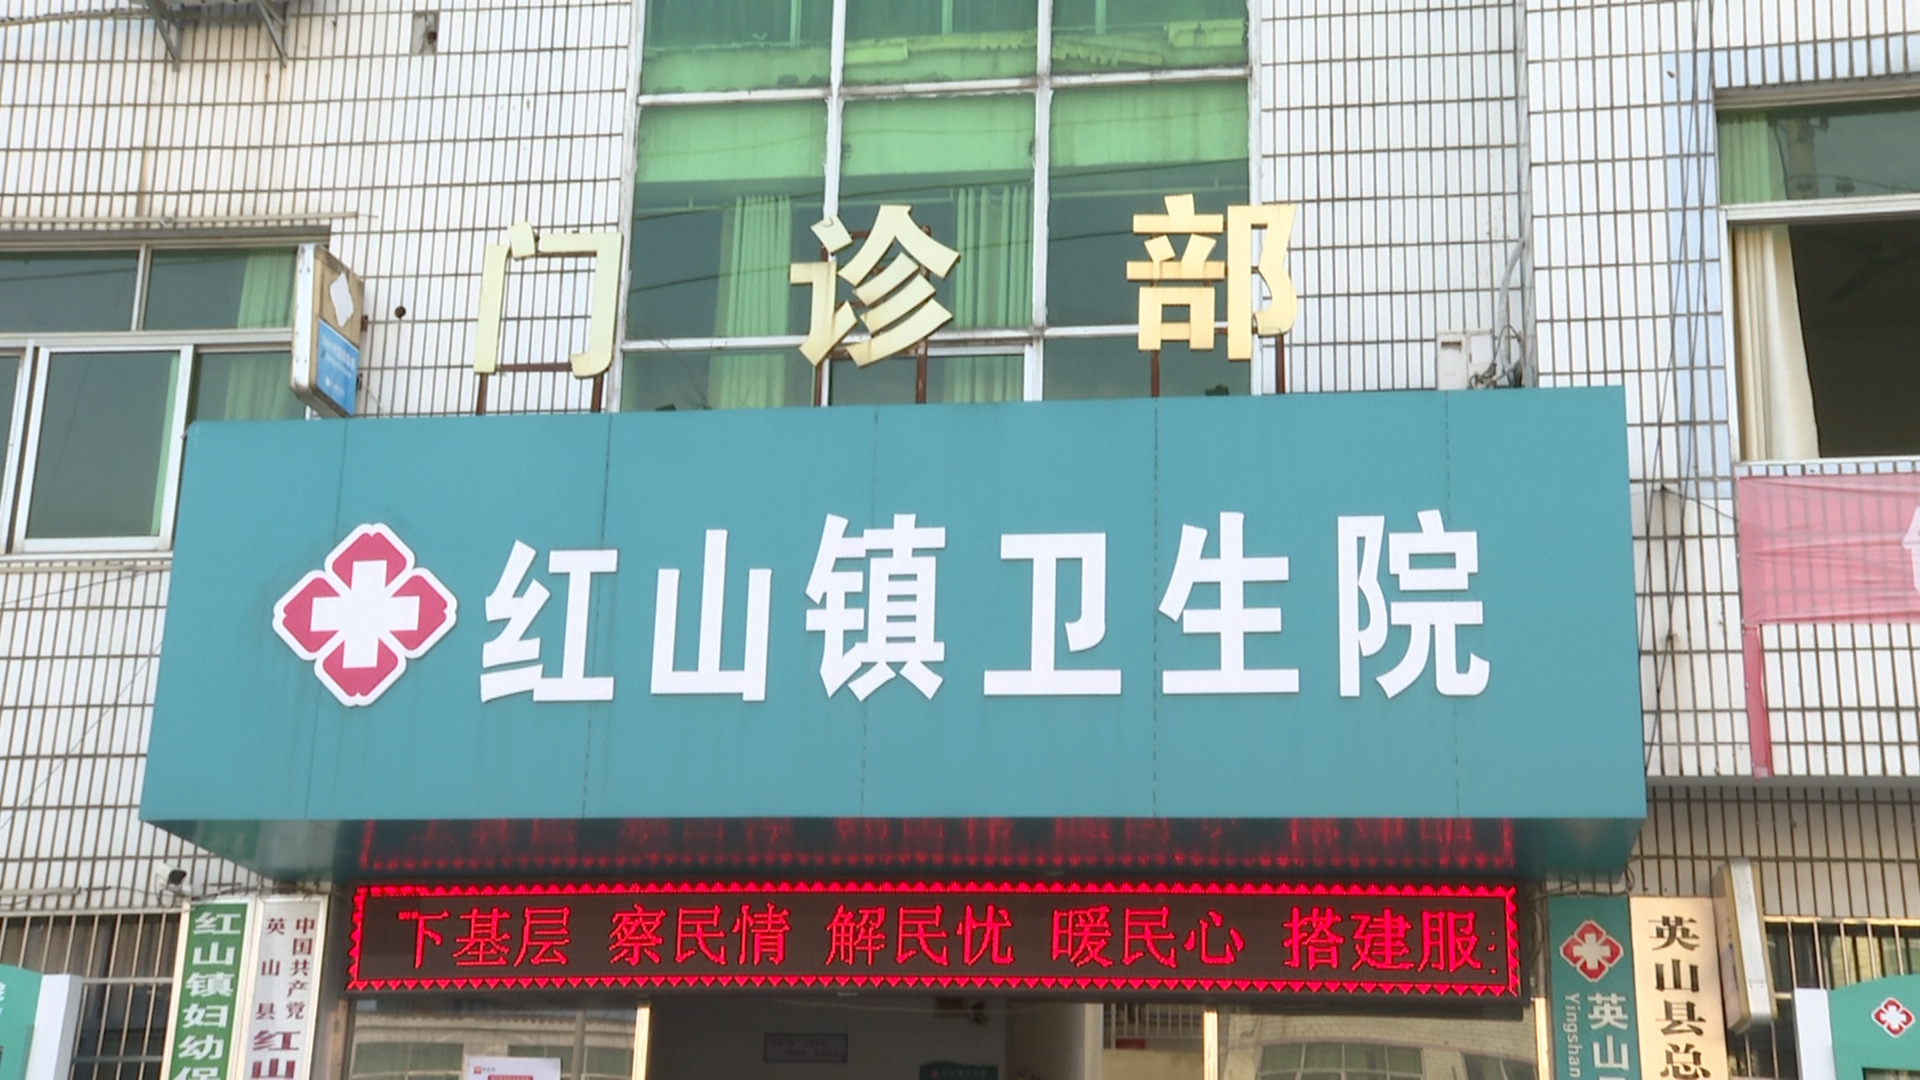 门诊部
红山镇卫生院
下基层 察民情 解民忧 暖民心 搭建服
红山镇妇幼保
中国共产党
英山县红山
英山
Yingshan
英山县总